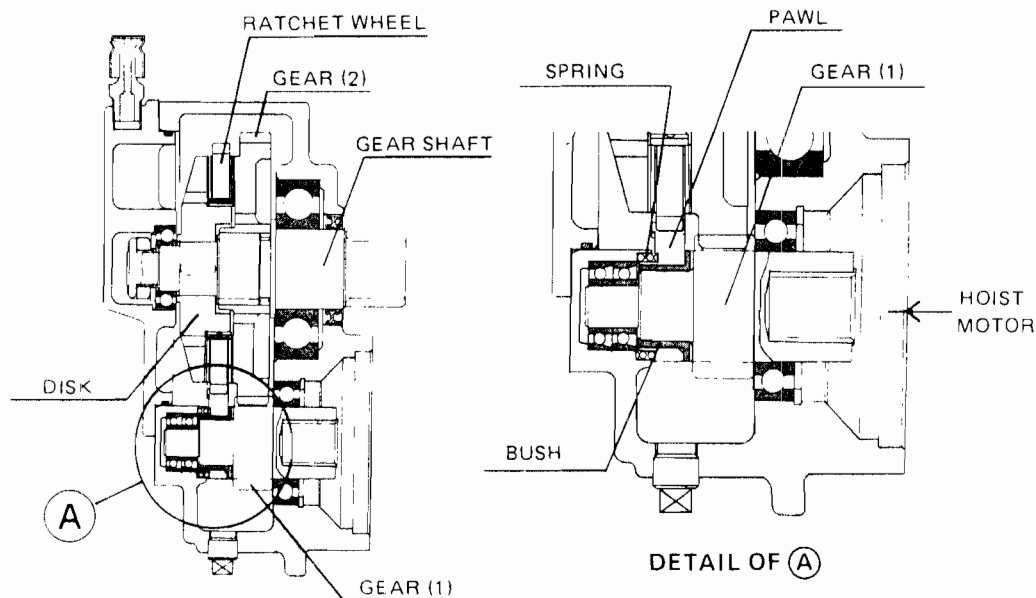 RATCHET WHEEL
GEAR (2)
GEAR SHAFT
DISK
A
GEAR (1)
PAWL
SPRING
GEAR (1)
HOIST
MOTOR
BUSH
DETAIL OF A